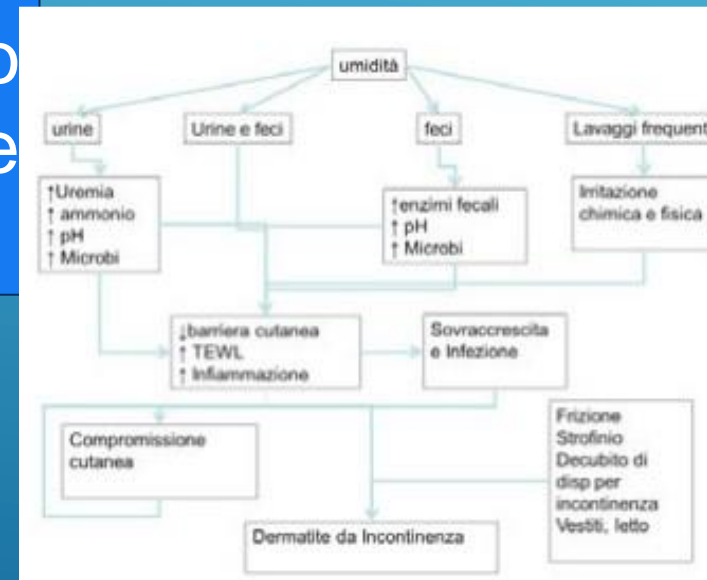 umidità
urine
Urine e feci
feci
Lavaggi frequent
↑Uremia
↑ ammonio
↑ pH
↑ Microbi
↑enzimi fecali
↑ pH
↑ Microbi
Irritazione
chimica e fisica
↓barriera cutanea
↑ TEWL
↑ Infiammazione
Sovraccrescita
e Infezione
Compromissione
cutanea
Frizione
Strofinio
Decubito di
disp per
incontinenza
Vestiti, letto
Dermatite da Incontinenza